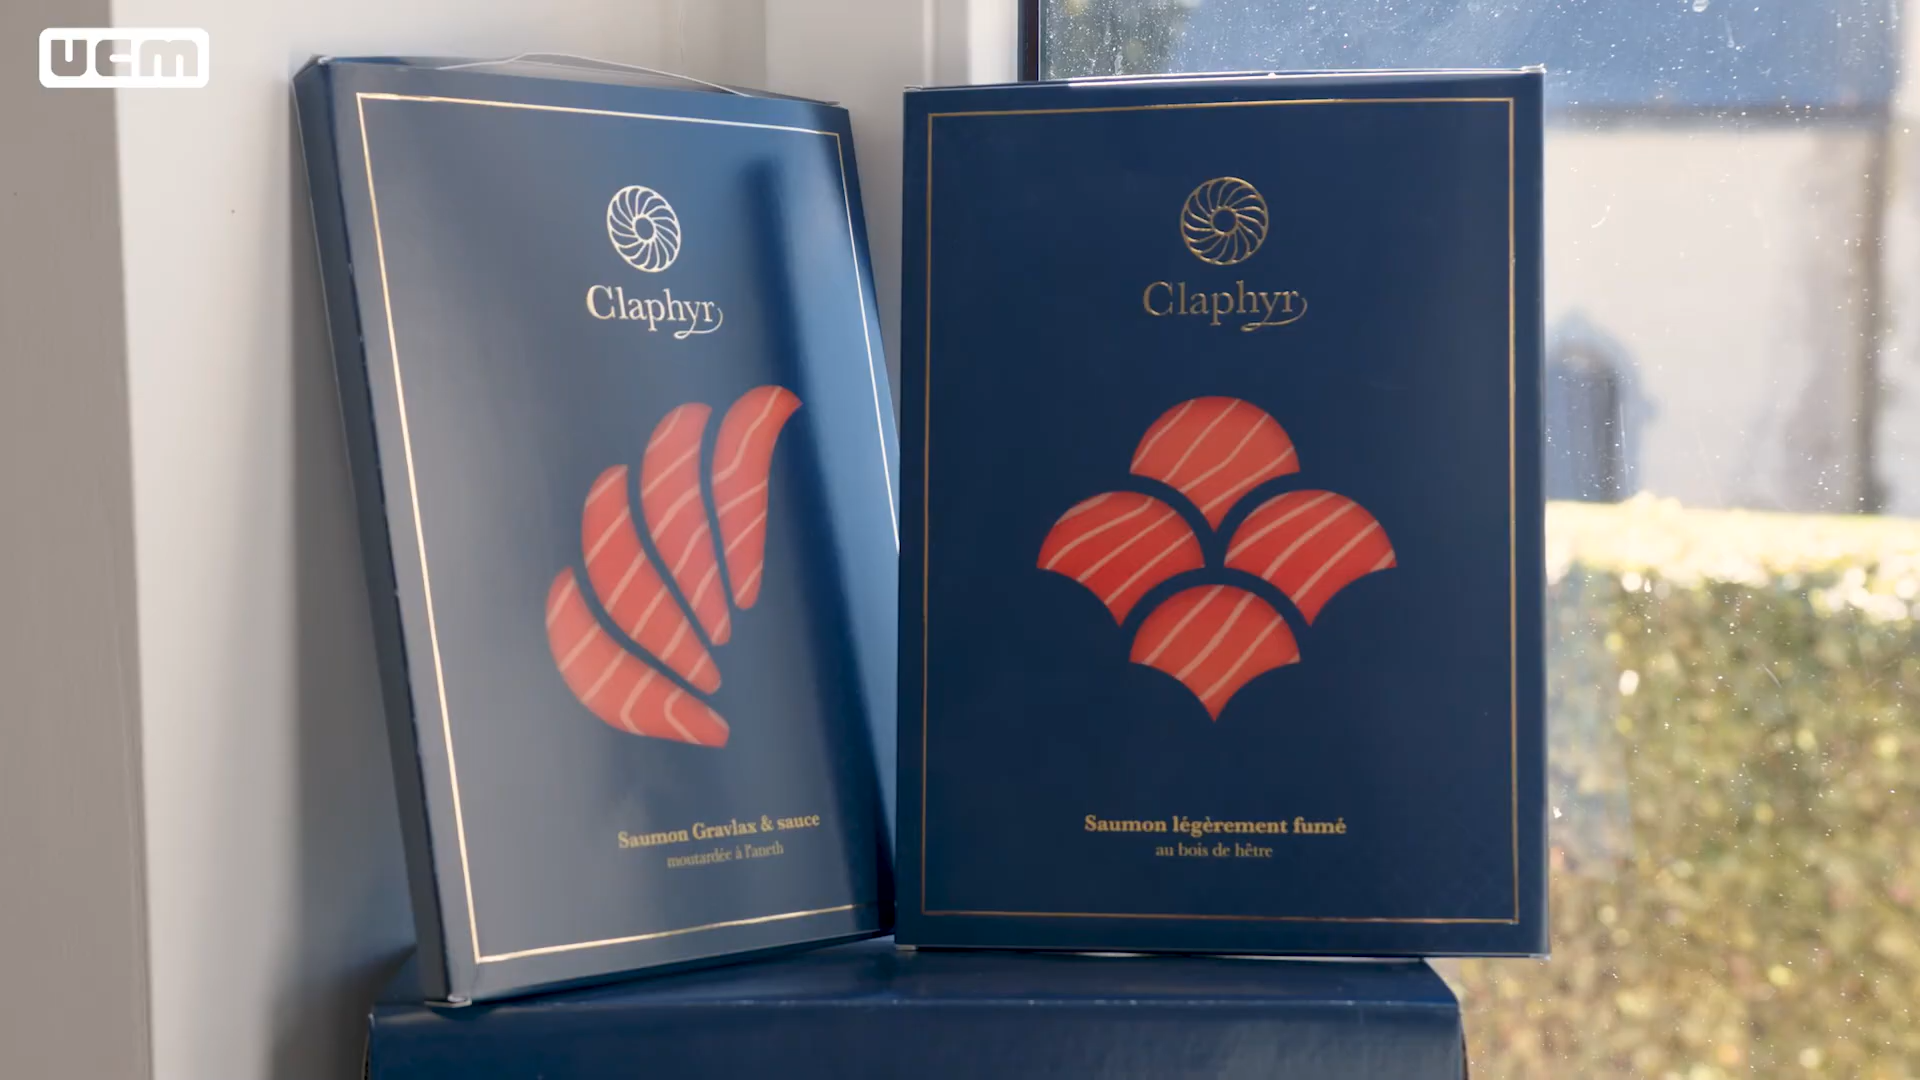 ucm
Claphyr
Saumon Gravlax & sauce
moutardée à l'aneth
Claphyr
Saumon légèrement fumé
au bois de hêtre